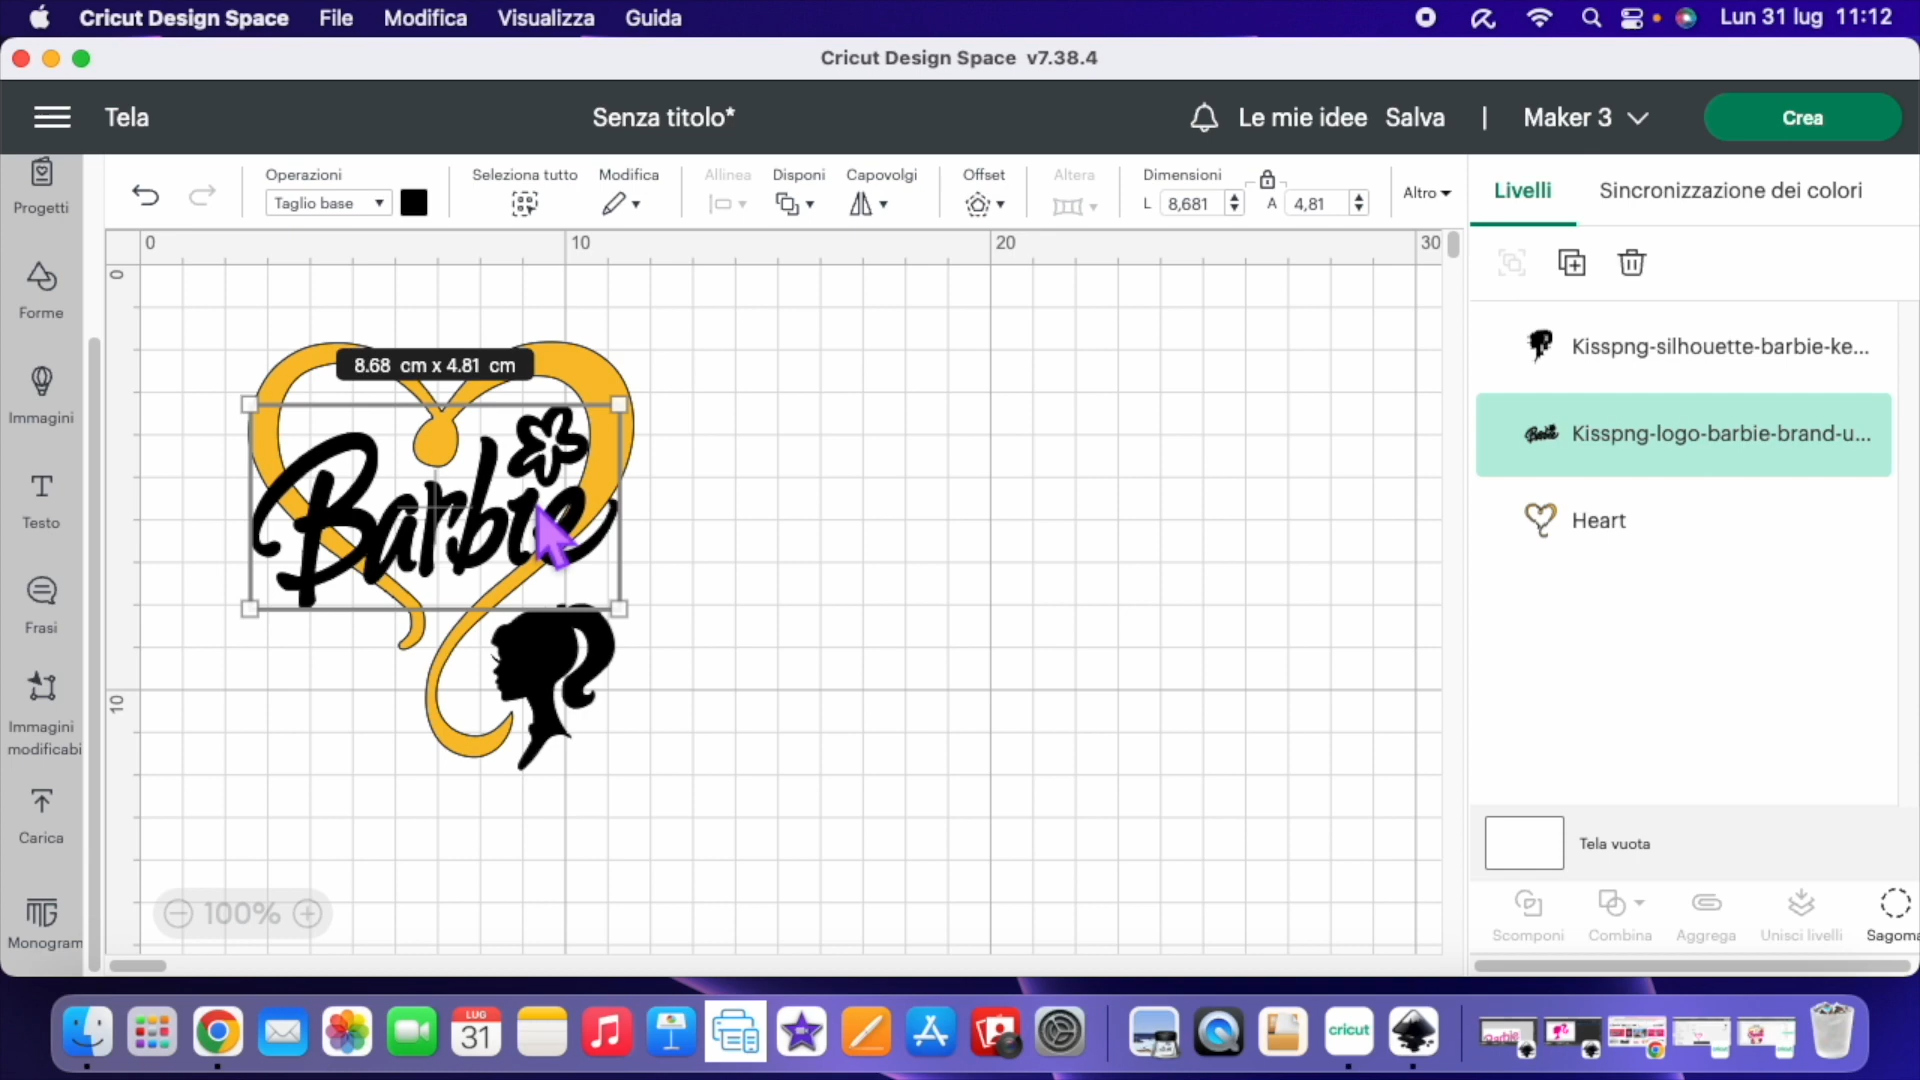 Cricut Design Space File Modifica Visualizza Guida Lun 31 lug 11:12
Cricut Design Space v7.38.4
Tela Senza titolo* Le mie idee Salva | Maker 3 Crea
Progetti
Forme
Immagini
Testo
Frasi
Immagini
modificabi
Carica
Monogram
Operazioni Seleziona tutto Modifica Allinea Disponi Capovolgi Offset Altera Dimensioni
Taglio base L 8,681 A 4,81 Altro
0 10 20 30
0
10
8.68 cm x 4.81 cm
Barbie
100%
Livelli Sincronizzazione dei colori
Kisspng-silhouette-barbie-ke...
Kisspng-logo-barbie-brand-u...
Heart
Tela vuota
Scomponi Combina Aggrega Unisci livelli Sagoma
LUG
31
cricut